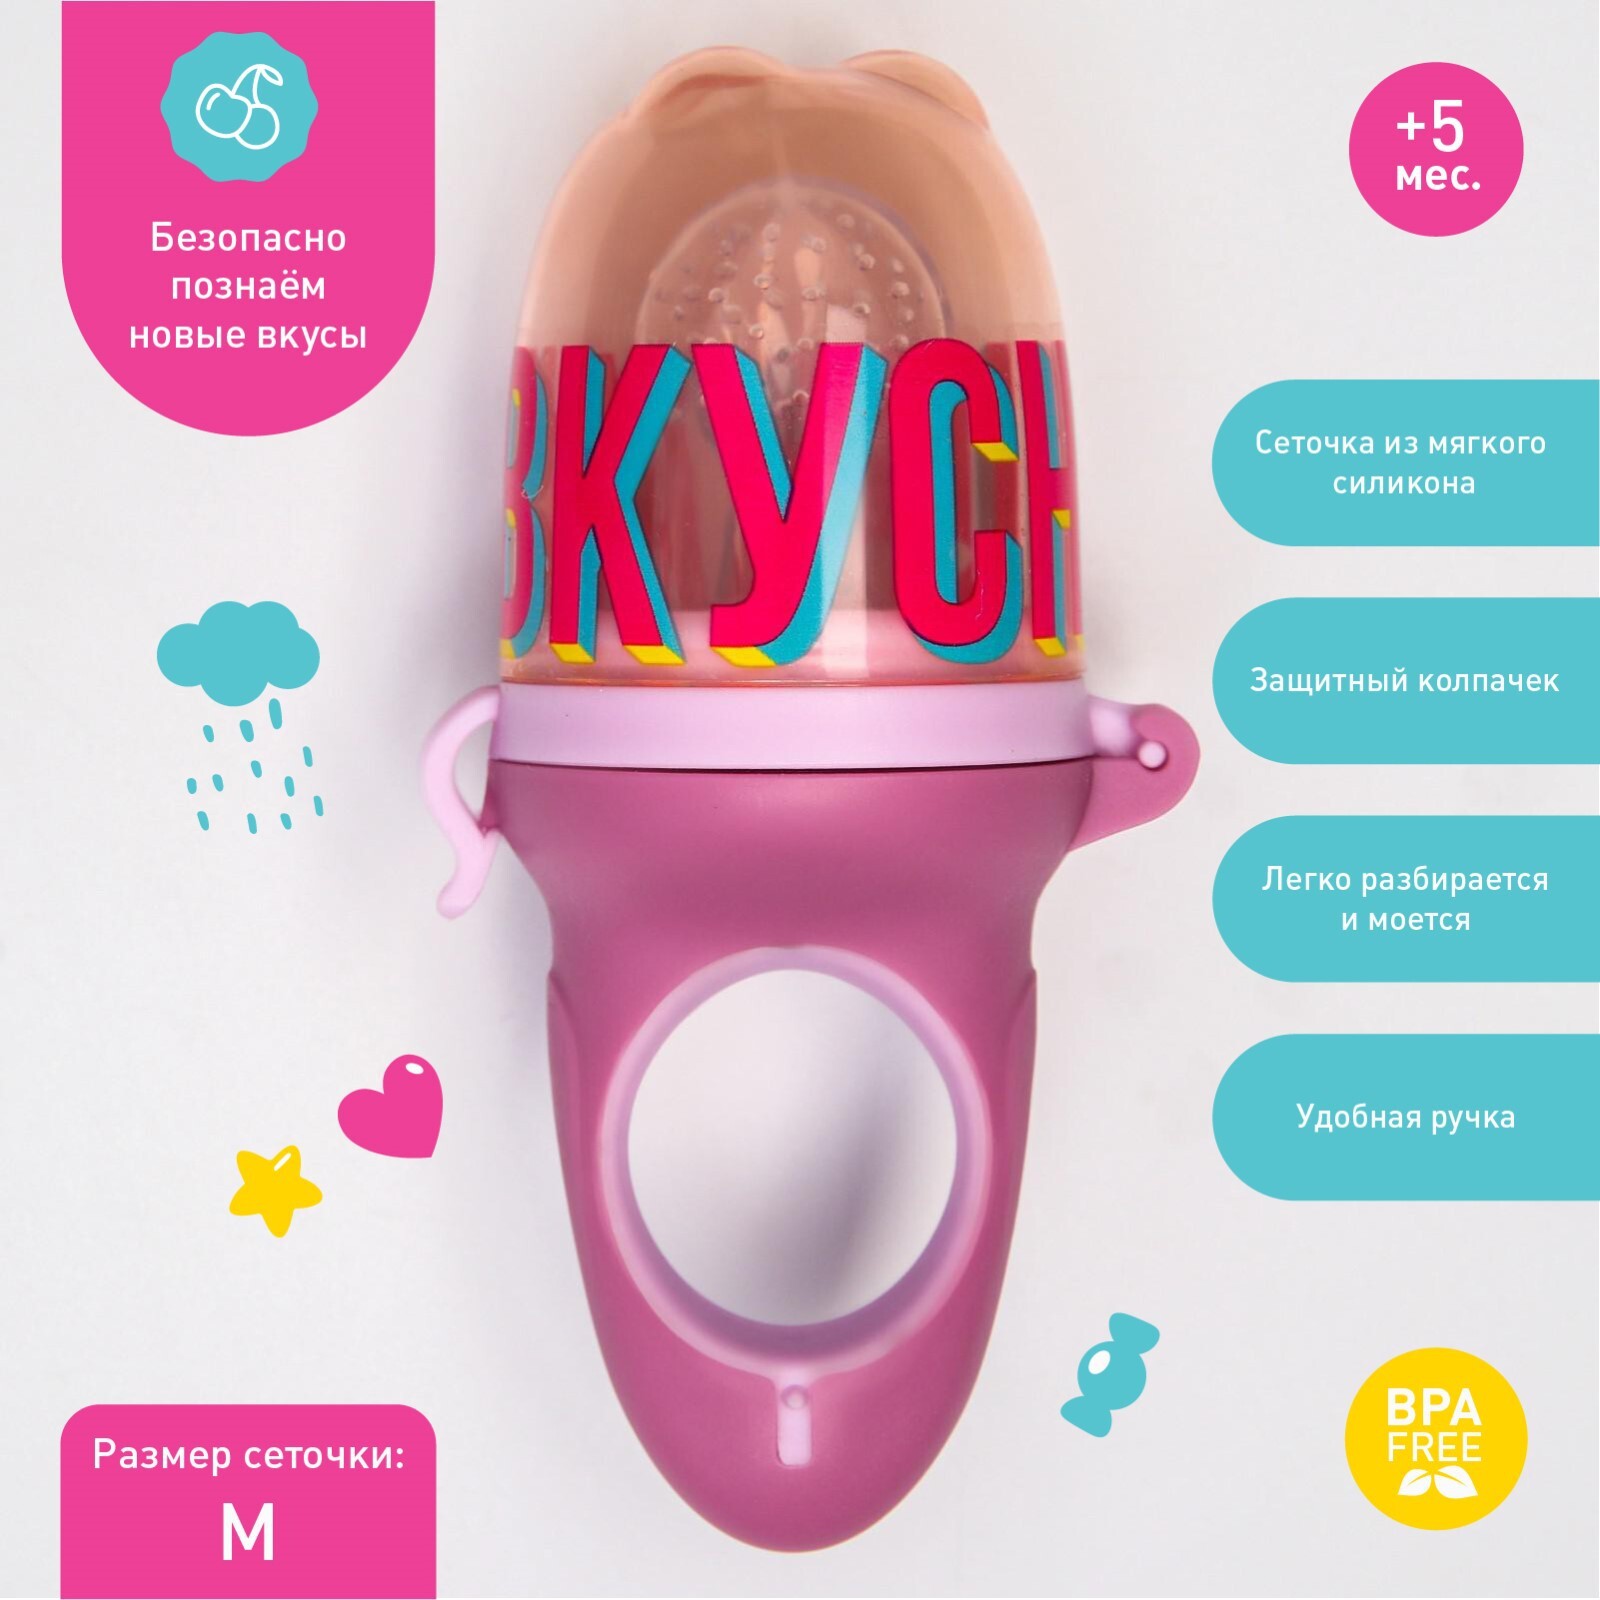 Безопасно
познаём
новые вкусы
+5
мес.
ВКУСН
Сеточка из мягкого
силикона
Защитный колпачек
Легко разбирается
и моется
Удобная ручка
Размер сеточки:
М
BPA
FREE